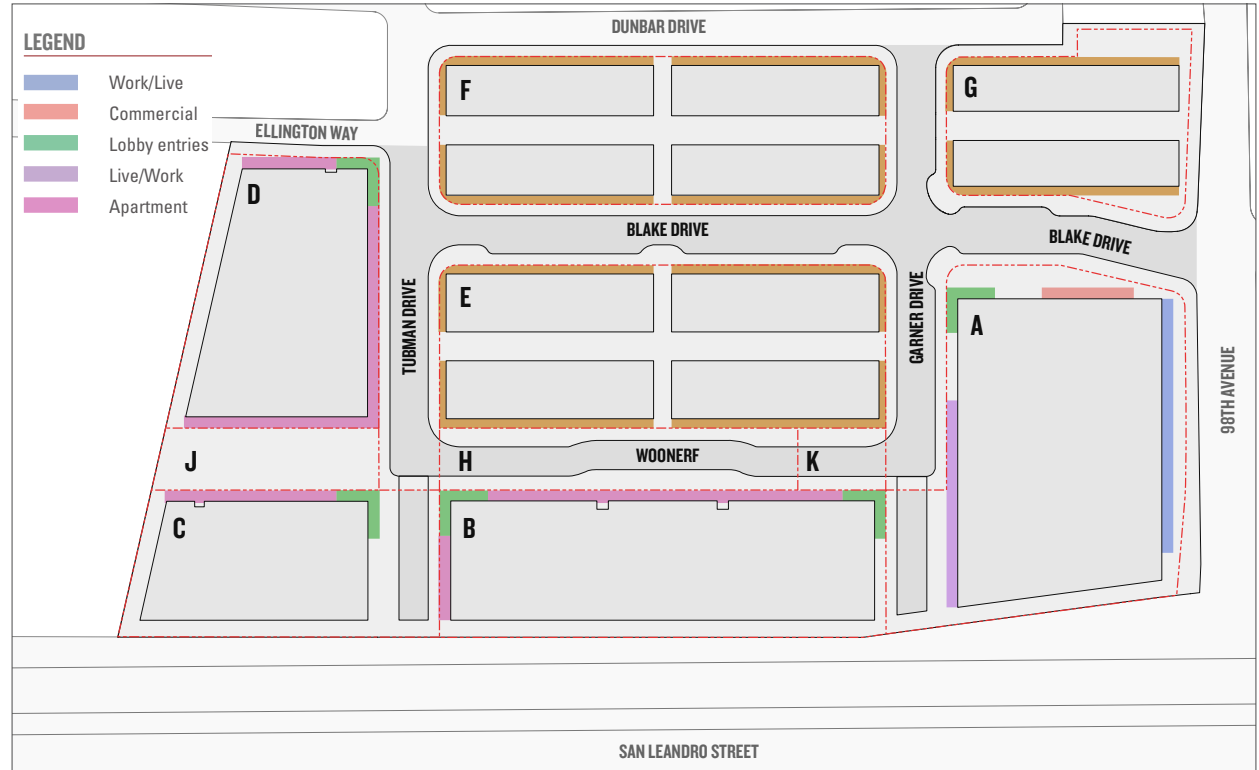 DUNBAR DRIVE
LEGEND
Work/Live
Commercial
Lobby entries
Live/Work
Apartment
ELLINGTON WAY
F
G
D
BLAKE DRIVE
BLAKE DRIVE
E
A
TUBMAN DRIVE
GARNER DRIVE
98TH AVENUE
J
H
WOONERF
K
C
B
SAN LEANDRO STREET